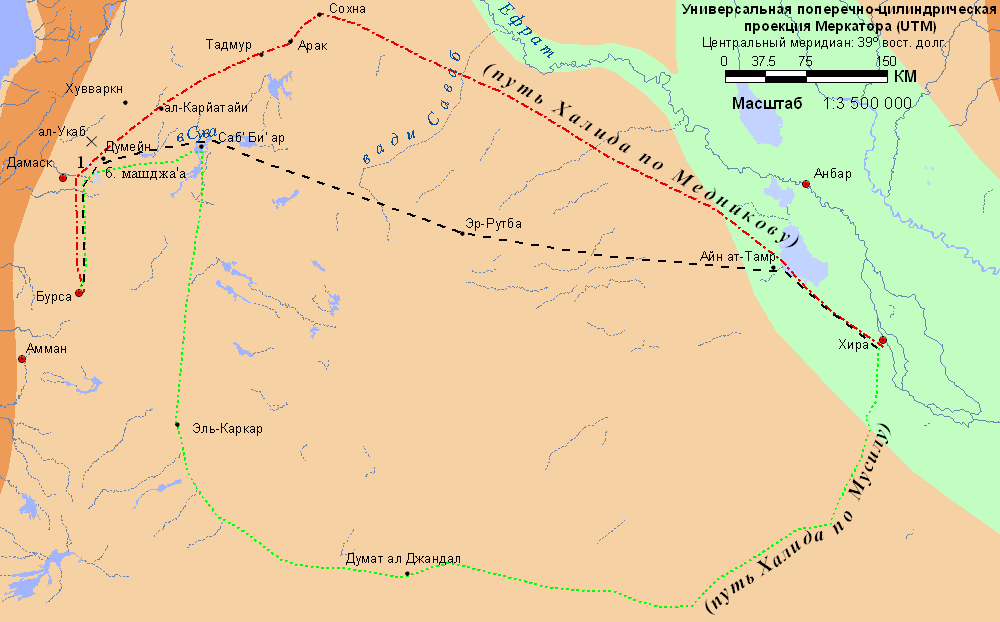 Универсальная поперечно-цилиндрическая
проекция Меркатора (UTM)
Центральный меридиан: 39° вост. долг.
0 37.5 75 150
КМ
Масштаб 1:3 500 000
Сохна
Евфрат
Тадмур
Арак
Хувваркн
ал-Карйатайи
ал-Укаб
Думейн
в.Сува
Саб' Би' ар
вади Саваб
(путь Халида по Меднйкову)
Дамаск
1
б. машджа'а
Анбар
Эр-Рутба
Айн ат-Тамр
Бурса
Хира
Амман
Эль-Каркар
Думат ал Джандал
(путь Халида по Мусилу)